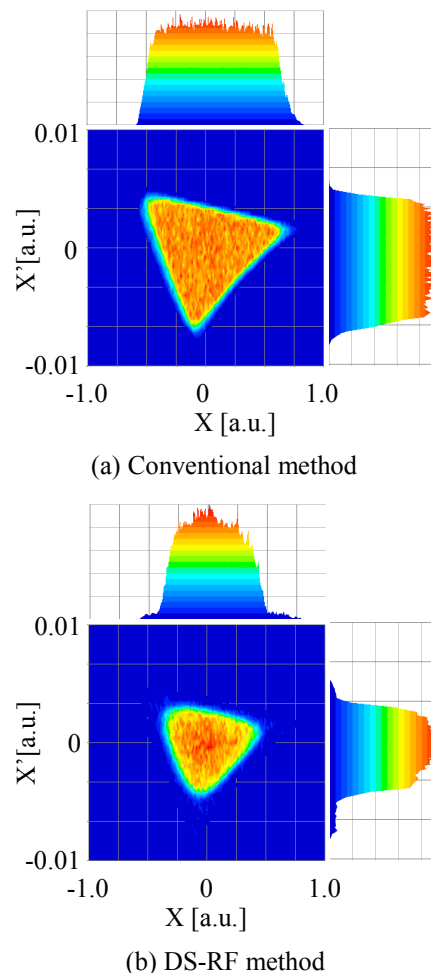 0.01
X'[a.u.]
0
-0.01
-1.0 0 1.0
X [a.u.]
(a) Conventional method
0.01
X'[a.u.]
0
-0.01
-1.0 0 1.0
X [a.u.]
(b) DS-RF method